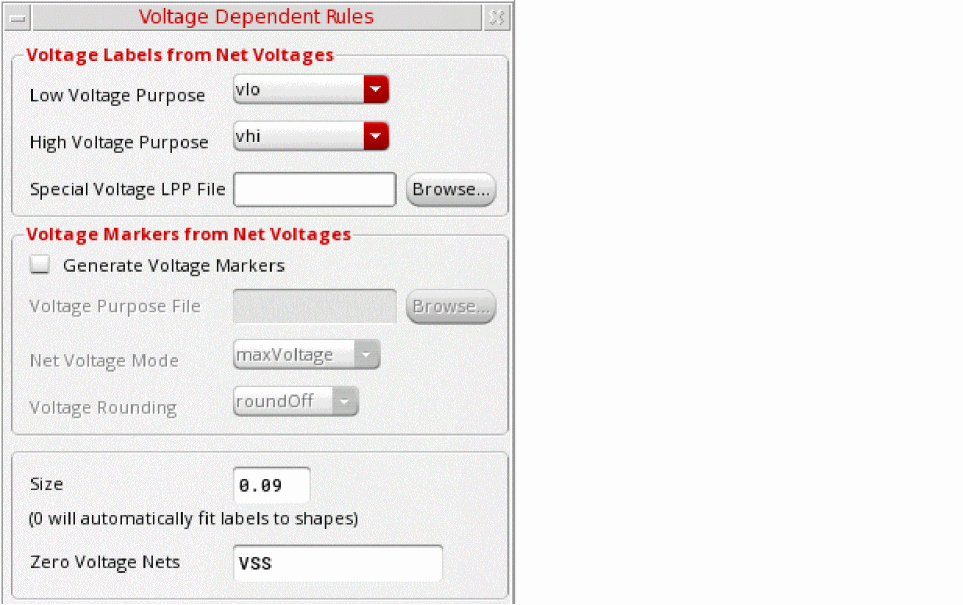 Voltage Dependent Rules
Voltage Labels from Net Voltages
Low Voltage Purpose vlo
High Voltage Purpose vhi
Special Voltage LPP File Browse...
Voltage Markers from Net Voltages
Generate Voltage Markers
Voltage Purpose File Browse...
Net Voltage Mode maxVoltage
Voltage Rounding roundOff
Size 0.09
(0 will automatically fit labels to shapes)
Zero Voltage Nets VSS